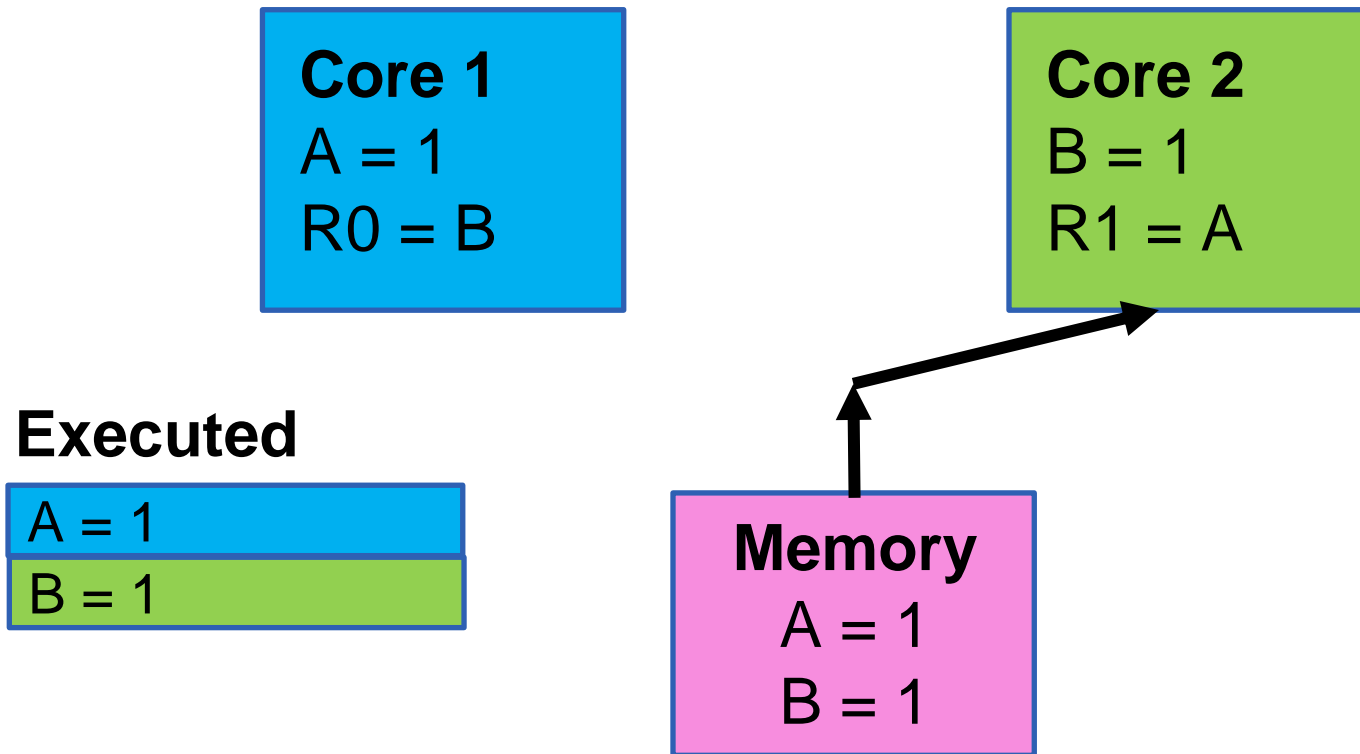 Core 1
A = 1
R0 = B
Core 2
B = 1
R1 = A
Executed
A = 1
B = 1
Memory
A = 1
B = 1